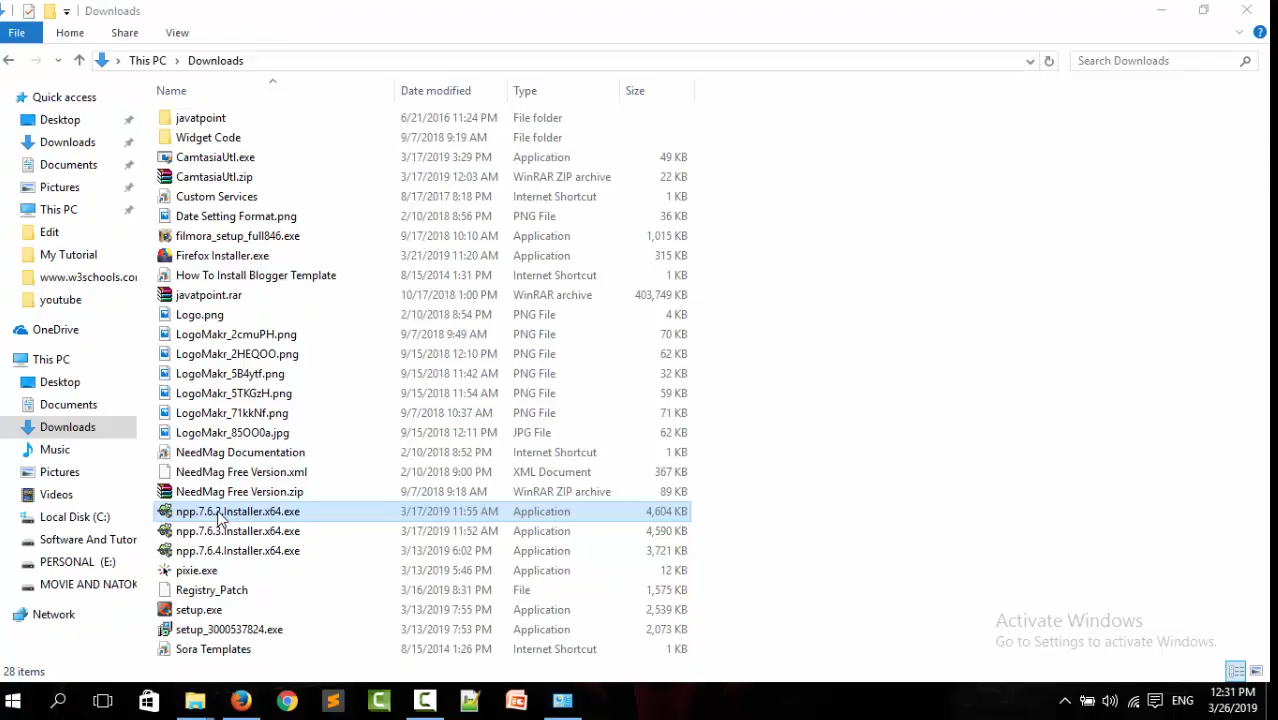 Downloads
File Home Share View
This PC Downloads Search Downloads
Name Date modified Type Size
Quick access
Desktop
Downloads
Documents
Pictures
This PC
Edit
My Tutorial
www.w3schools.co
youtube
OneDrive
This PC
Desktop
Documents
Downloads
Music
Pictures
Videos
Local Disk (C:)
Software And Tutor
PERSONAL (E:)
MOVIE AND NATOK
Network
javatpoint 6/21/2016 11:24 PM File folder
Widget Code 9/7/2018 9:19 AM File folder
CamtasiaUtl.exe 3/17/2019 3:29 PM Application 49 KB
CamtasiaUtl.zip 3/17/2019 12:03 AM WinRAR ZIP archive 22 KB
Custom Services 8/17/2017 8:18 PM Internet Shortcut 1 KB
Date Setting Format.png 2/10/2018 8:56 PM PNG File 36 KB
filmora_setup_full846.exe 9/17/2018 10:10 AM Application 1,015 KB
Firefox Installer.exe 3/21/2019 11:20 AM Application 315 KB
How To Install Blogger Template 8/15/2014 1:31 PM Internet Shortcut 1 KB
javatpoint.rar 10/17/2018 1:00 PM WinRAR archive 403,749 KB
Logo.png 2/10/2018 8:54 PM PNG File 4 KB
LogoMakr_2cmuPH.png 9/7/2018 9:49 AM PNG File 70 KB
LogoMakr_2HEQOO.png 9/15/2018 12:10 PM PNG File 62 KB
LogoMakr_5B4ytf.png 9/15/2018 11:42 AM PNG File 32 KB
LogoMakr_5TKGzH.png 9/15/2018 11:54 AM PNG File 59 KB
LogoMakr_71kkNf.png 9/7/2018 10:37 AM PNG File 71 KB
LogoMakr_85OO0a.jpg 9/15/2018 12:11 PM JPG File 62 KB
NeedMag Documentation 2/10/2018 8:52 PM Internet Shortcut 1 KB
NeedMag Free Version.xml 2/10/2018 9:00 PM XML Document 367 KB
NeedMag Free Version.zip 9/7/2018 9:18 AM WinRAR ZIP archive 89 KB
3/17/2019 11:55 AM Application 4,604 KB
npp.7.6.3.Installer.x64.exe 3/17/2019 11:52 AM Application 4,590 KB
npp.7.6.4.Installer.x64.exe 3/13/2019 6:02 PM Application 3,721 KB
pixie.exe 3/13/2019 5:46 PM Application 12 KB
Registry_Patch 3/16/2019 8:31 PM File 1,575 KB
setup.exe 3/13/2019 7:55 PM Application 2,539 KB
setup_3000537824.exe 3/13/2019 7:53 PM Application 2,073 KB
Sora Templates 8/15/2014 1:26 PM Internet Shortcut 1 KB
Activate Windows
Go to Settings to activate Windows.
28 items
ENG
12:31 PM
3/26/2019